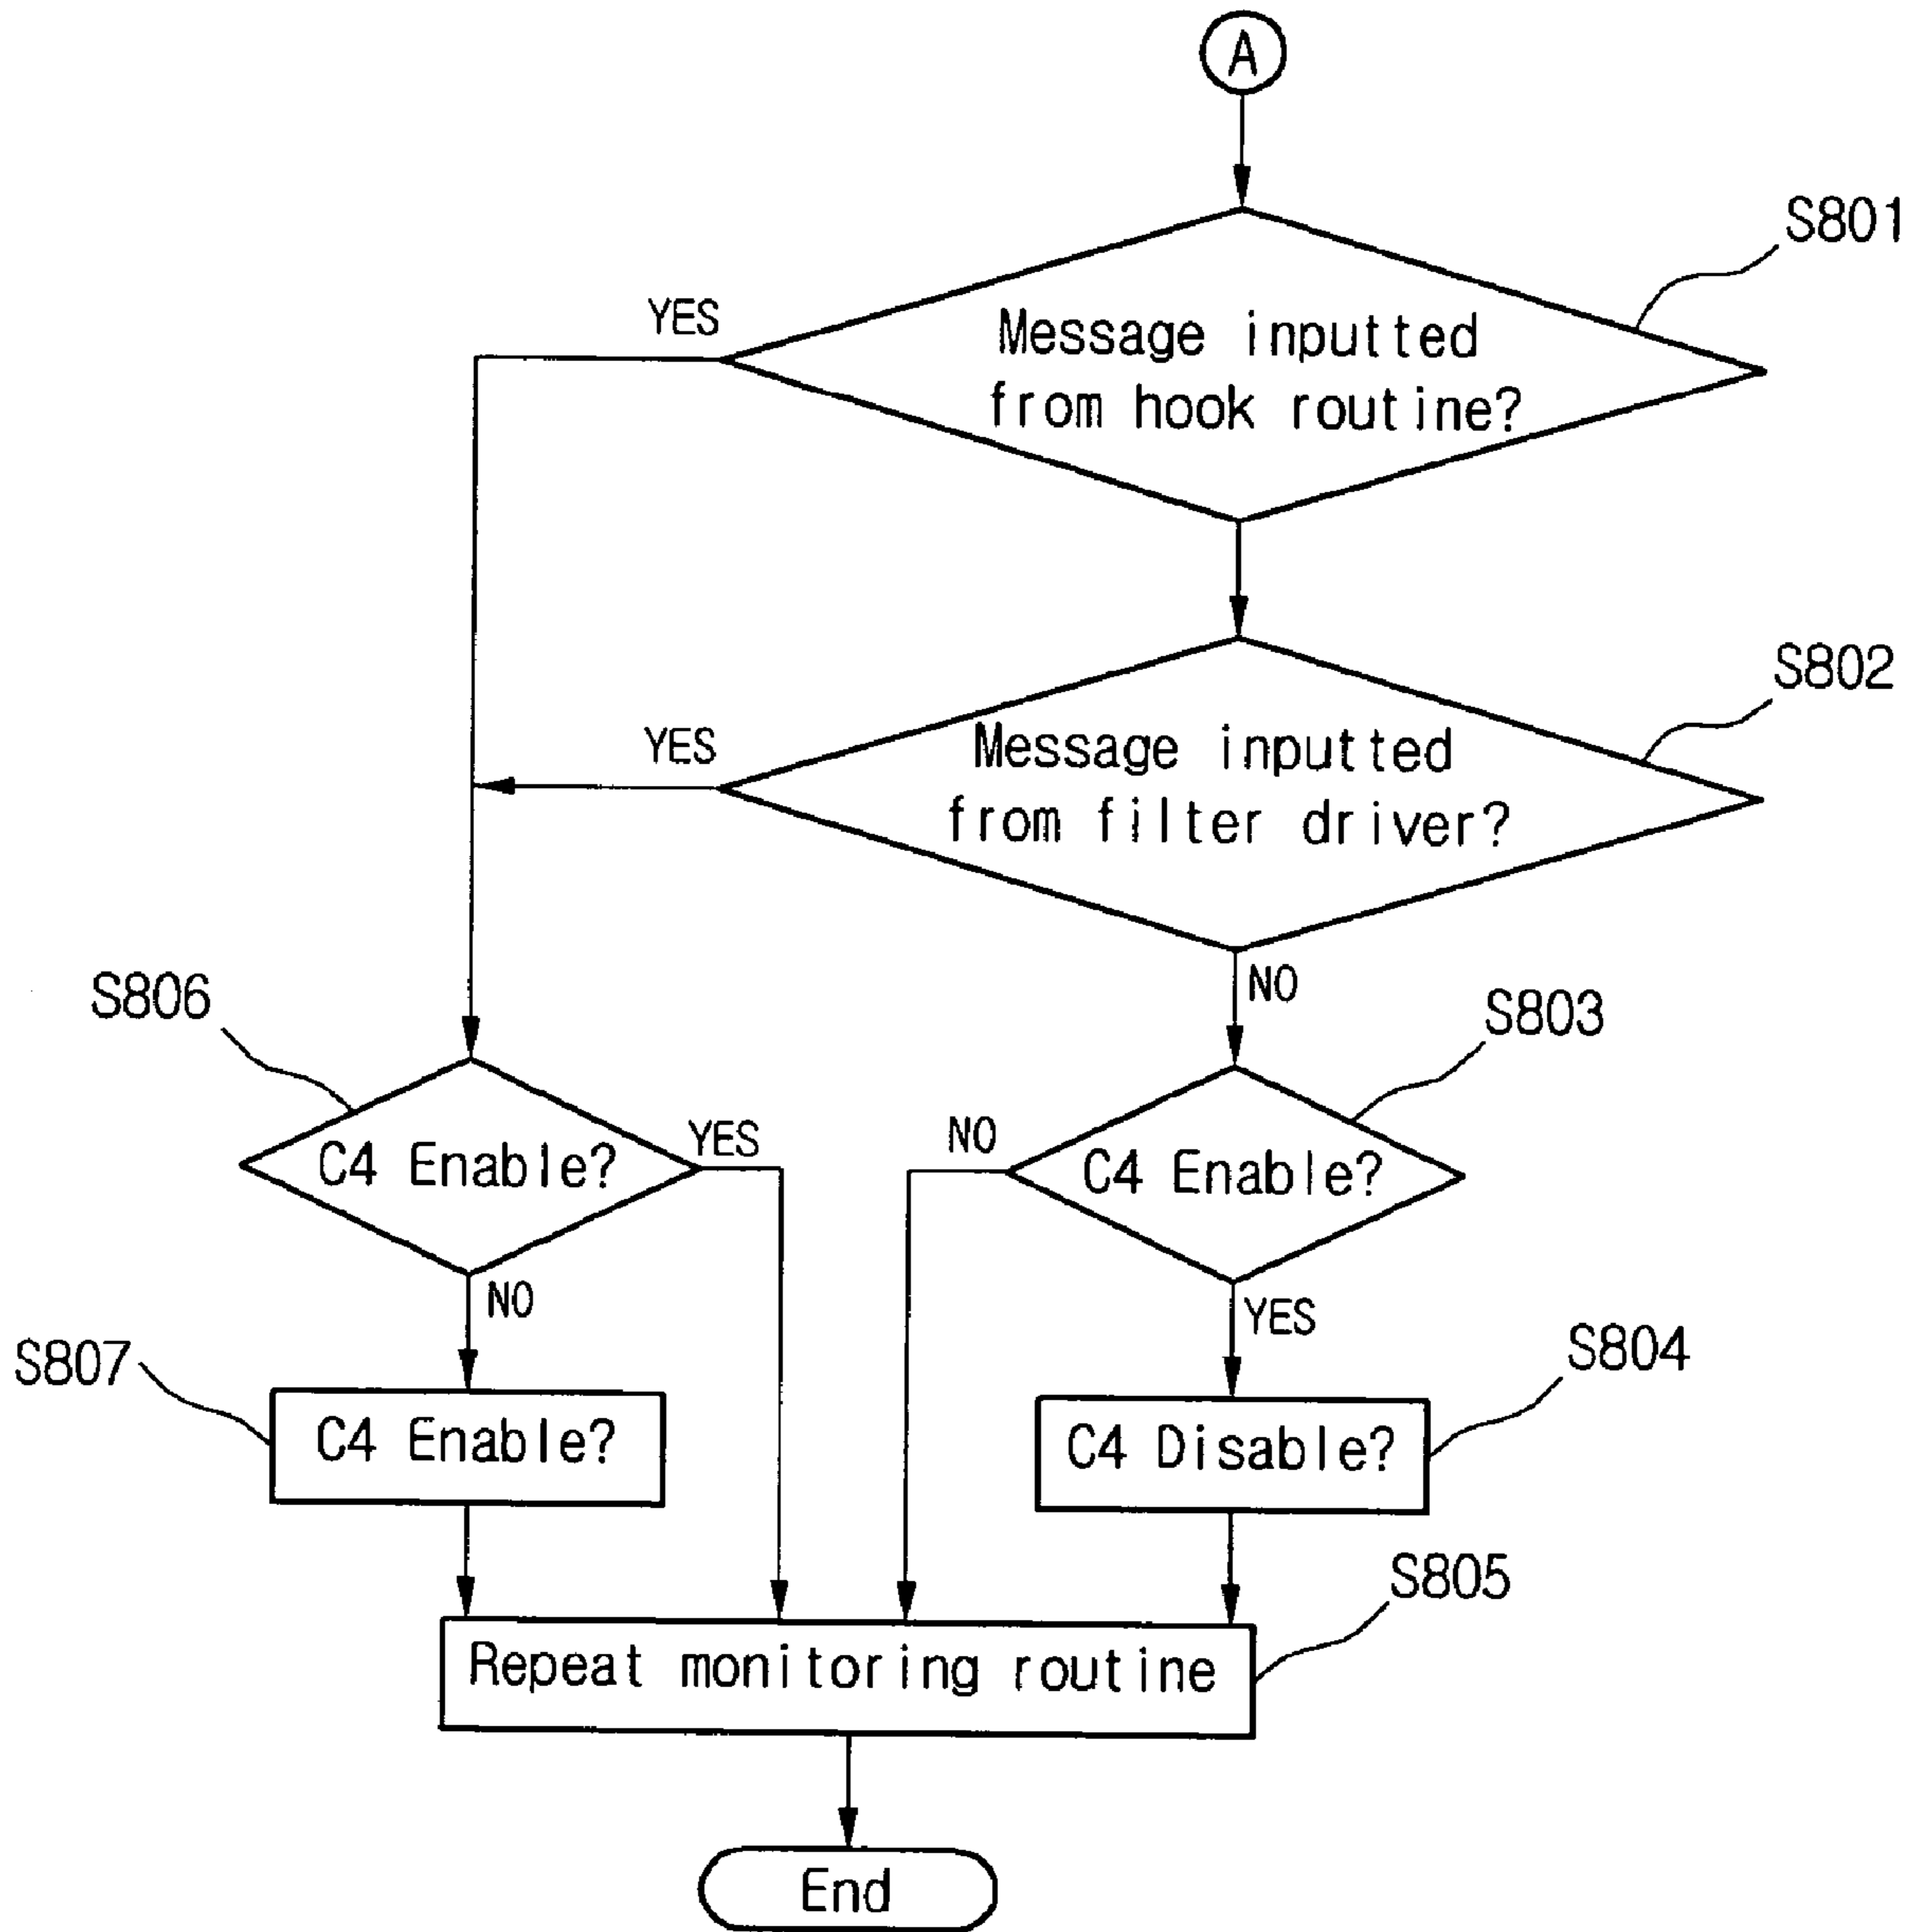 A
S801
YES
Message inputted
from hook routine?
S802
YES
Message inputted
from filter driver?
NO
S806
S803
C4 Enable?
YES
NO
C4 Enable?
NO
YES
S807
S804
C4 Enable?
C4 Disable?
S805
Repeat monitoring routine
End